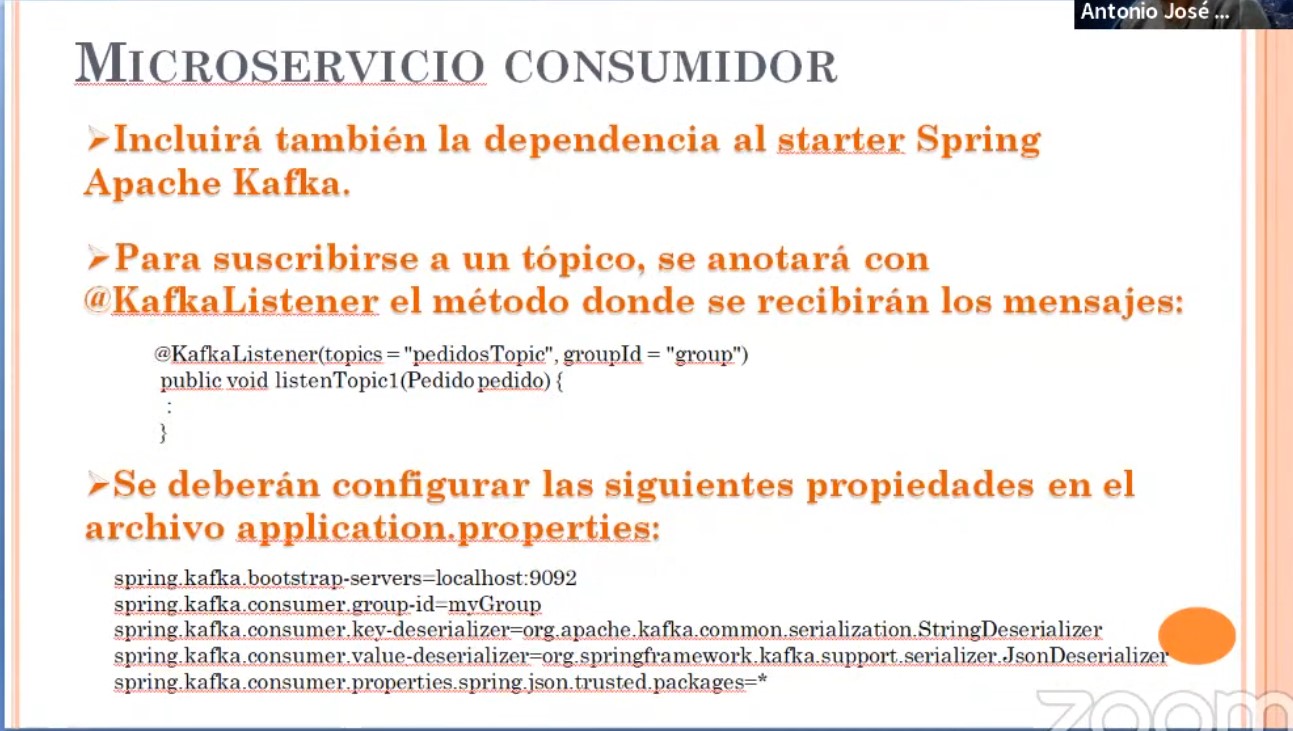 Antonio José ...
MICROSERVICIO CONSUMIDOR
➢Incluirá también la dependencia al starter Spring
Apache Kafka.
➢Para suscribirse a un tópico, se anotará con
@KafkaListener el método donde se recibirán los mensajes:
@KafkaListener(topics = "pedidosTopic", groupId = "group")
public void listenTopic1(Pedido pedido) {
:
}
➢Se deberán configurar las siguientes propiedades en el
archivo application.properties:
spring.kafka.bootstrap-servers=localhost:9092
spring.kafka.consumer.group-id=myGroup
spring.kafka.consumer.key-deserializer=org.apache.kafka.common.serialization.StringDeserializer
spring.kafka.consumer.value-deserializer=org.springframework.kafka.support.serializer.JsonDeserializer
spring.kafka.consumer.properties.spring.json.trusted.packages=*
zoom